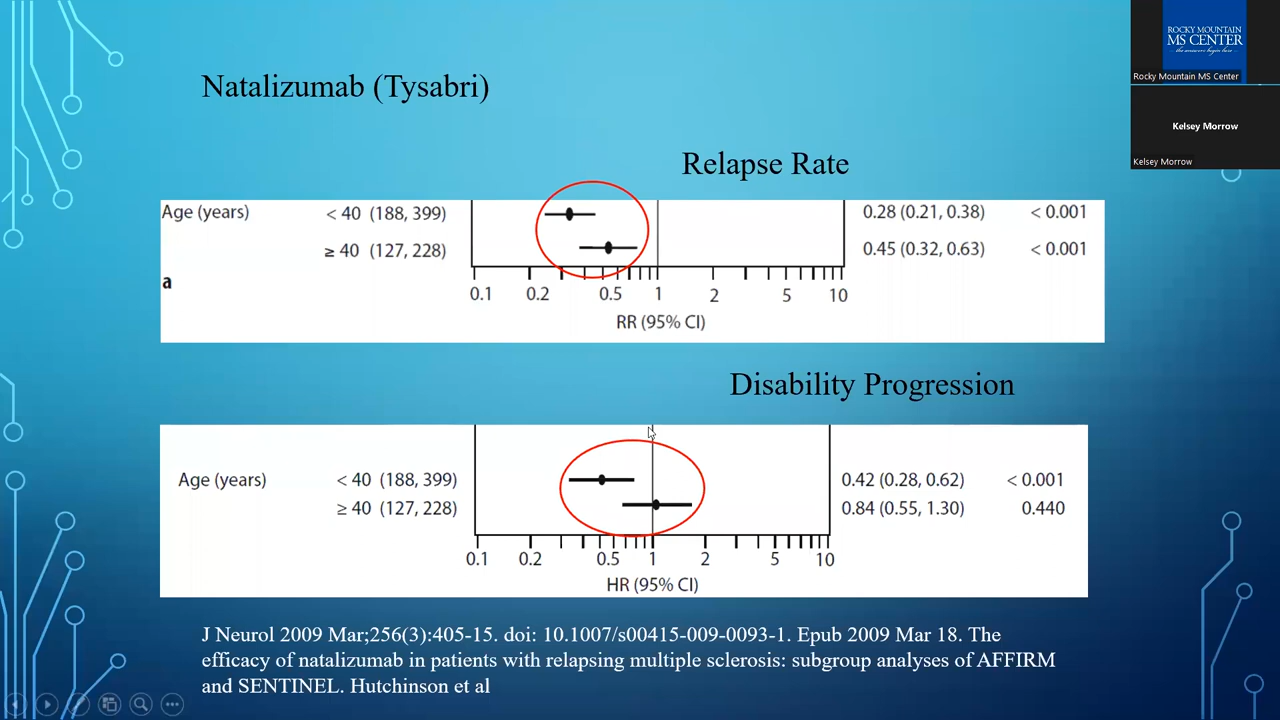 Natalizumab (Tysabri)
ROCKY MOUNTAIN
MS CENTER
the answers begin here
Rocky Mountain MS Center
Kelsey Morrow
Kelsey Morrow
Relapse Rate
Age (years) < 40 (188, 399) 0.28 (0.21, 0.38) < 0.001
≥ 40 (127, 228) 0.45 (0.32, 0.63) < 0.001
a
0.1 0.2 0.5 1 2 5 10
RR (95% CI)
Disability Progression
Age (years) < 40 (188, 399) 0.42 (0.28, 0.62) < 0.001
≥ 40 (127, 228) 0.84 (0.55, 1.30) 0.440
0.1 0.2 0.5 1 2 5 10
HR (95% CI)
J Neurol 2009 Mar;256(3):405-15. doi: 10.1007/s00415-009-0093-1. Epub 2009 Mar 18. The
efficacy of natalizumab in patients with relapsing multiple sclerosis: subgroup analyses of AFFIRM
and SENTINEL. Hutchinson et al